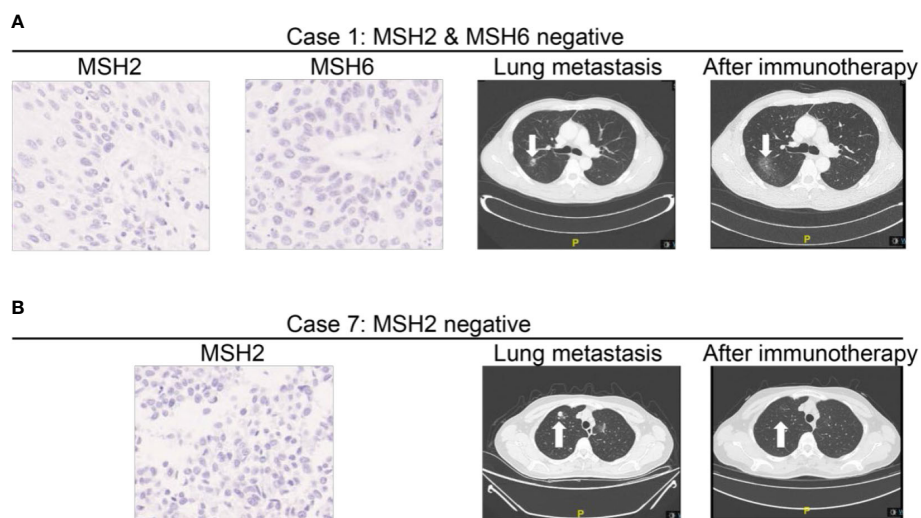 A
Case 1: MSH2 & MSH6 negative
MSH2 MSH6 Lung metastasis After immunotherapy
P P
B
Case 7: MSH2 negative
MSH2 Lung metastasis After immunotherapy
P P